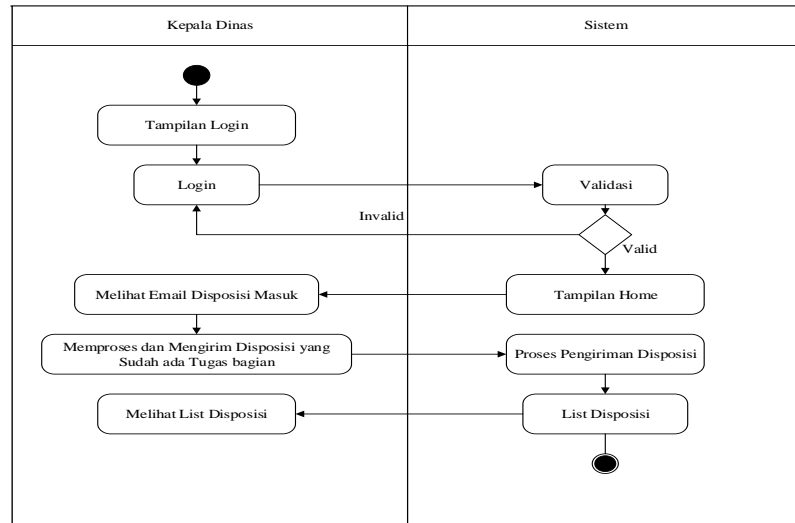 Kepala Dinas
Sistem
Tampilan Login
Login
Validasi
Invalid
Valid
Melihat Email Disposisi Masuk
Tampilan Home
Memproses dan Mengirim Disposisi yang
Sudah ada Tugas bagian
Proses Pengiriman Disposisi
Melihat List Disposisi
List Disposisi